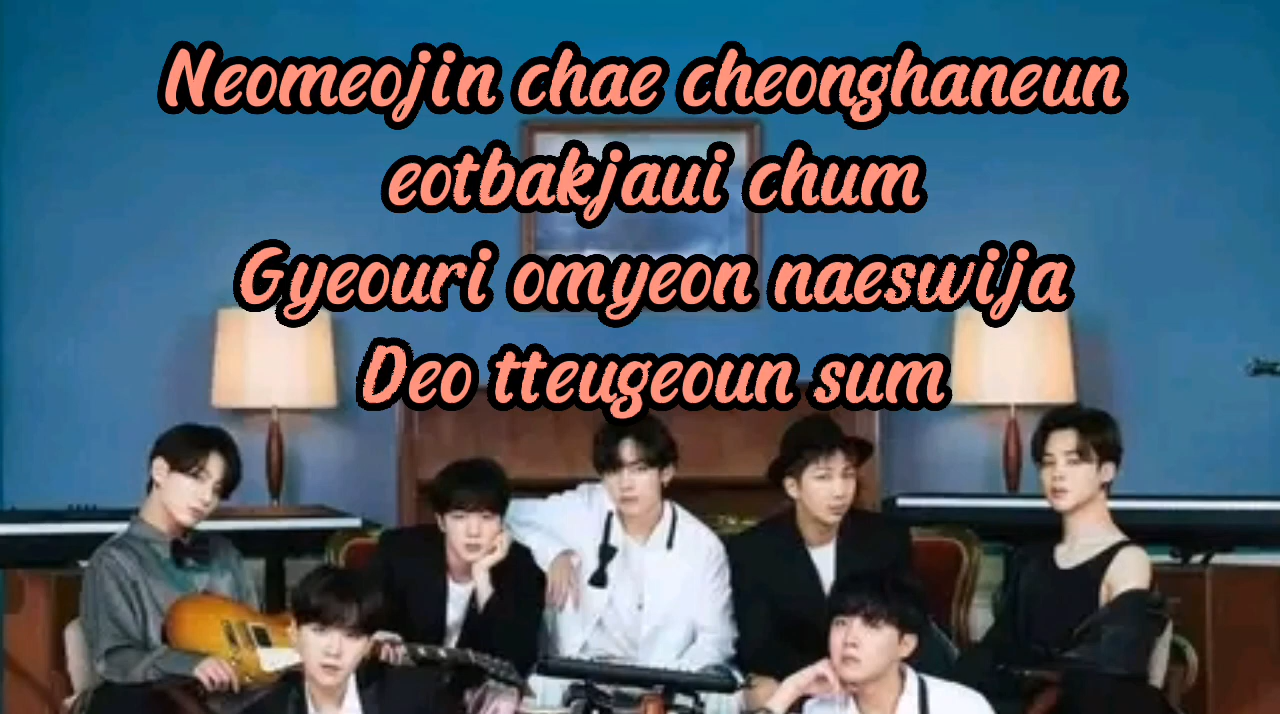 Neomeojin chae cheonghaneun
eotbakjaui chum
Gyeouri omyeon naeswija
Deo tteugeoun sum